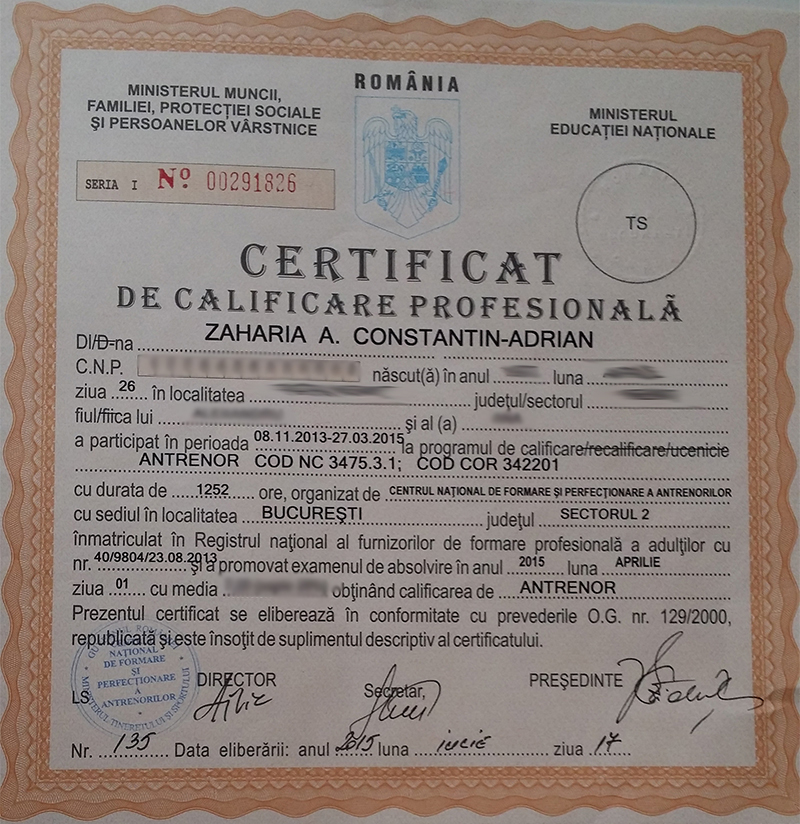 ROMÂNIA
MINISTERUL MUNCII,
FAMILIEI, PROTECȚIEI SOCIALE
ȘI PERSOANELOR VÂRSTNICE
MINISTERUL
EDUCAȚIEI NAȚIONALE
SERIA I Nº 00291826
TS
CERTIFICAT
DE CALIFICARE PROFESIONALĂ
Dl/D-na ZAHARIA A. CONSTANTIN-ADRIAN
C.N.P. născut(ă) în anul luna
ziua 26 în localitatea județul/sectorul
fiul/fiica lui și al (a)
a participat în perioada 08.11.2013-27.03.2015 la programul de calificare/recalificare/ucenicie
ANTRENOR COD NC 3475.3.1; COD COR 342201
cu durata de 1252 ore, organizat de CENTRUL NAȚIONAL DE FORMARE ȘI PERFECȚIONARE A ANTRENORILOR
cu sediul în localitatea BUCUREȘTI județul SECTORUL 2
înmatriculat în Registrul național al furnizorilor de formare profesională a adulților cu
nr. 40/9804/23.08.2013 și a promovat examenul de absolvire în anul 2015 luna APRILIE
ziua 01 cu media obținând calificarea de ANTRENOR
Prezentul certificat se eliberează în conformitate cu prevederile O.G. nr. 129/2000,
republicată și este însoțit de suplimentul descriptiv al certificatului.
NAȚIONAL
DE FORMARE
ȘI
PERFECȚIONARE
A
ANTRENORILOR
MINISTERUL TINERETULUI ȘI SPORTULUI
LS DIRECTOR Secretar, PREȘEDINTE
Nr. 135 Data eliberării: anul 2015 luna iulie ziua 17